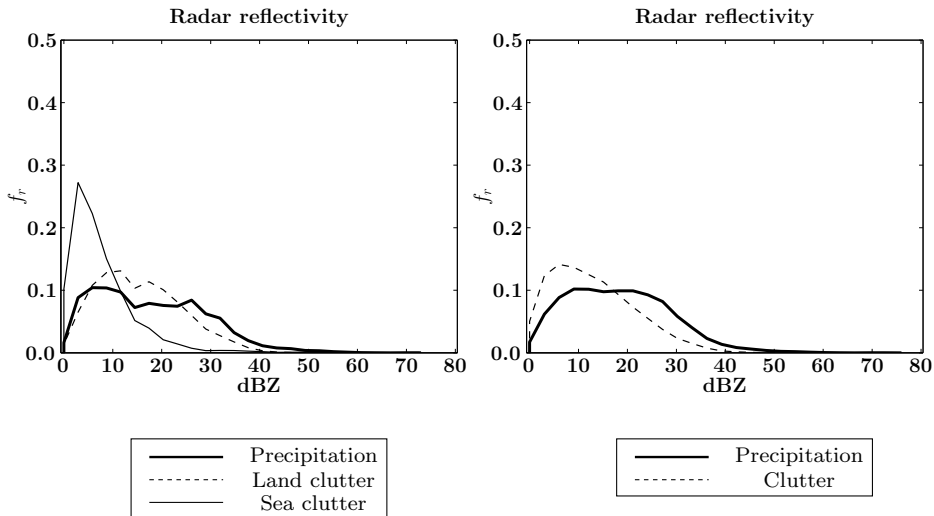 Radar reflectivity
0.5
0.4
0.3
0.2
0.1
0.0
f_r
0 10 20 30 40 50 60 70 80
dBZ
Precipitation
Land clutter
Sea clutter
Radar reflectivity
0.5
0.4
0.3
0.2
0.1
0.0
f_r
0 10 20 30 40 50 60 70 80
dBZ
Precipitation
Clutter